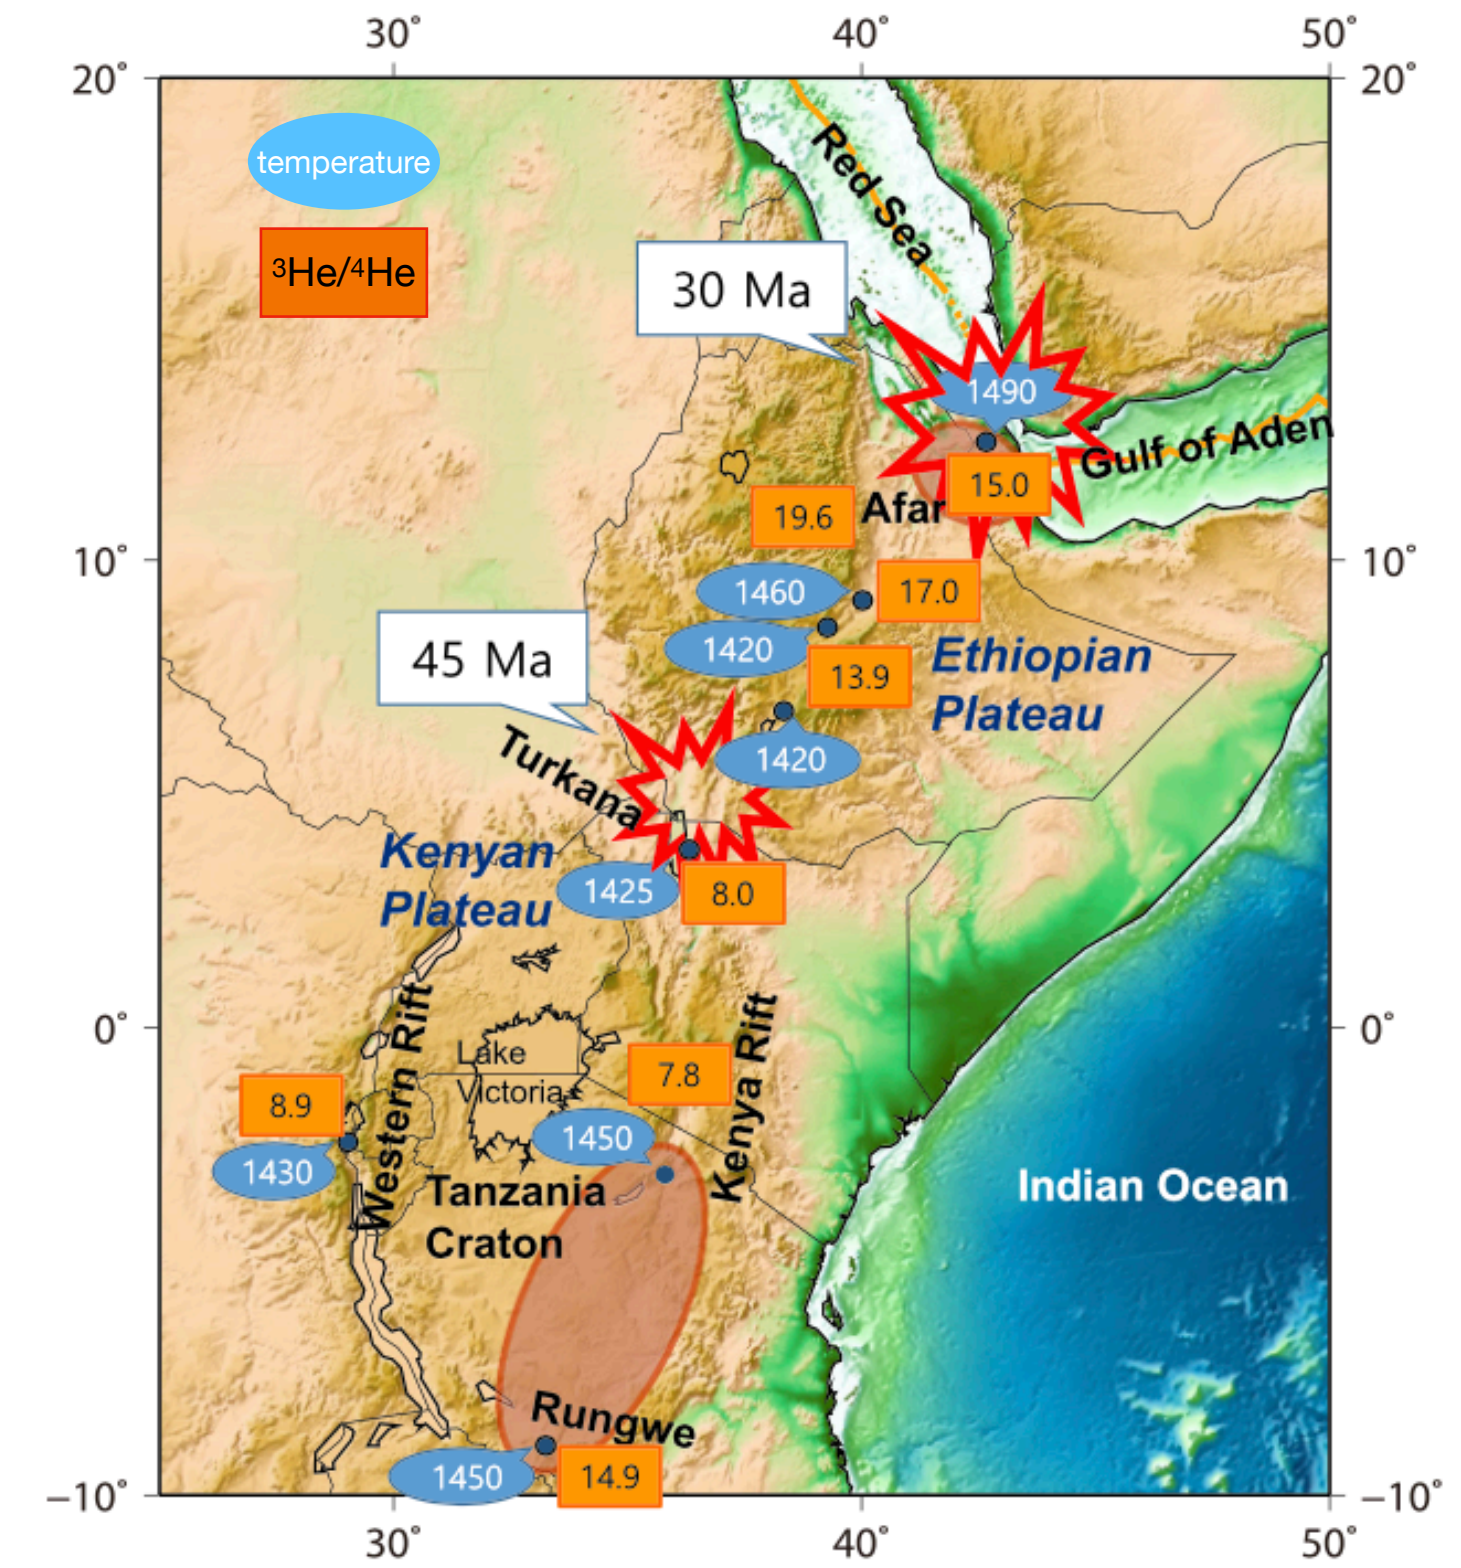 30° 40° 50°
20° 20°
temperature
³He/⁴He
Red Sea
30 Ma
1490
Gulf of Aden
15.0
19.6 Afar
10° 10°
1460 17.0
1420
13.9
45 Ma
Ethiopian
Plateau
1420
Turkana
Kenyan
Plateau
1425 8.0
0° 0°
Western Rift
Lake
Victoria
Kenya Rift
7.8
8.9
1450
1430
Tanzania
Craton
Indian Ocean
Rungwe
1450 14.9
−10° −10°
30° 40° 50°